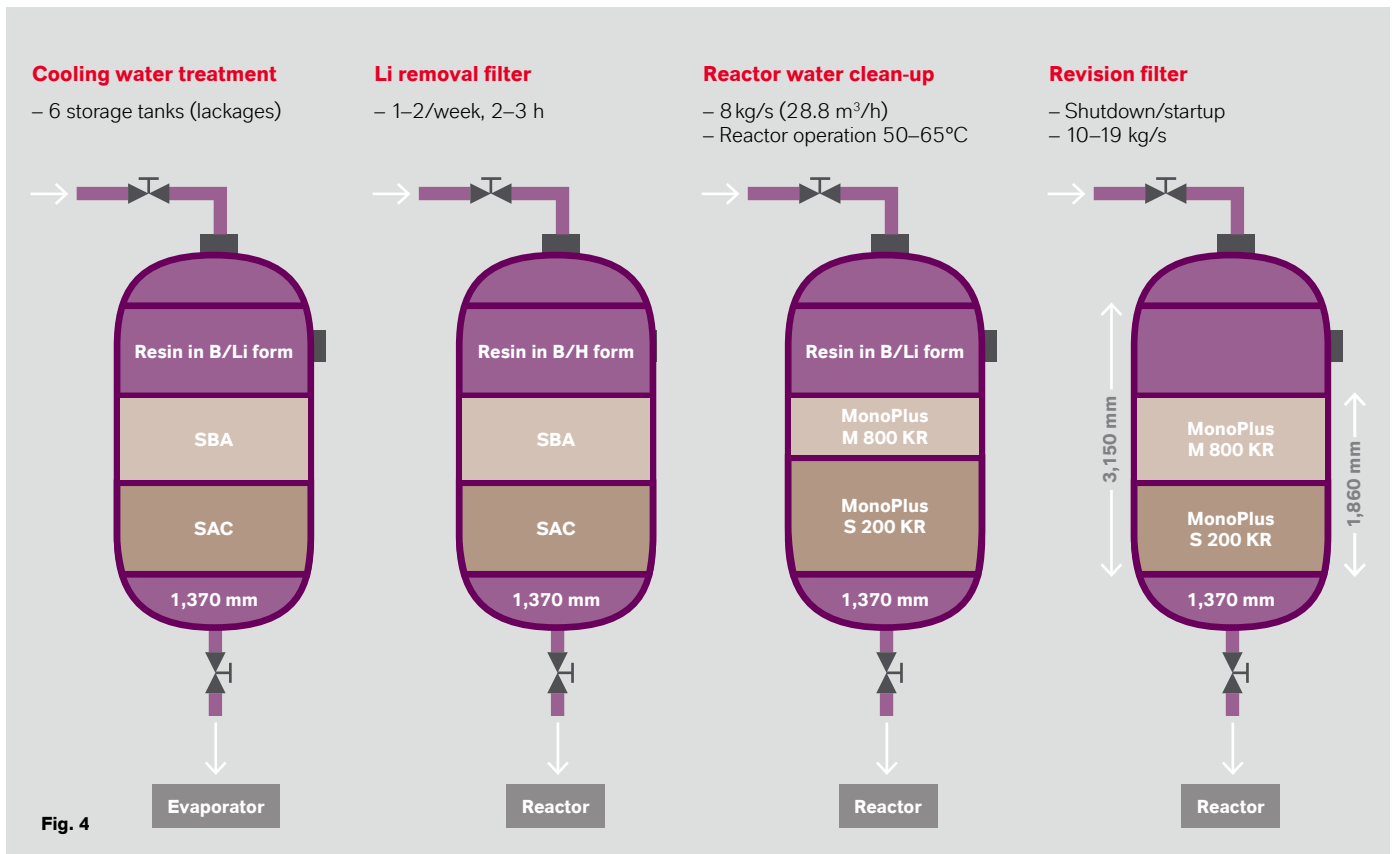 Cooling water treatment
– 6 storage tanks (lackages)
Li removal filter
– 1–2/week, 2–3 h
Reactor water clean-up
– 8 kg/s (28.8 m³/h)
– Reactor operation 50–65°C
Revision filter
– Shutdown/startup
– 10–19 kg/s
Resin in B/Li form
SBA
SAC
1,370 mm
Evaporator
Resin in B/H form
SBA
SAC
1,370 mm
Reactor
Resin in B/Li form
MonoPlus
M 800 KR
MonoPlus
S 200 KR
1,370 mm
Reactor
3,150 mm
MonoPlus
M 800 KR
MonoPlus
S 200 KR
1,860 mm
1,370 mm
Reactor
Fig. 4